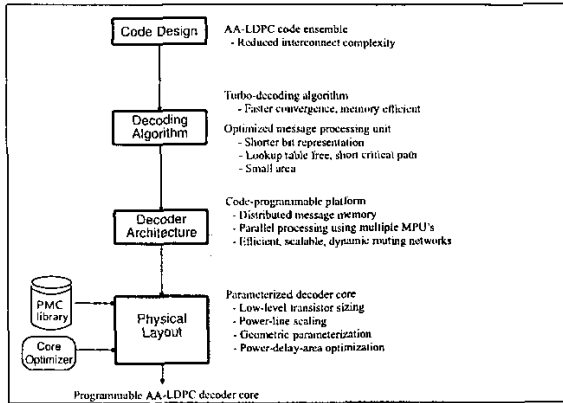 Code Design
AA-LDPC code ensemble
- Reduced interconnect complexity
Turbo-decoding algorithm
- Faster convergence, memory efficient
Decoding
Algorithm
Optimized message processing unit
- Shorter bit representation
- Lookup table free, short critical path
- Small area
Code-programmable platform
- Distributed message memory
- Parallel processing using multiple MPU's
- Efficient, scalable, dynamic routing networks
Decoder
Architecture
PMC
library
Core
Optimizer
Physical
Layout
Parameterized decoder core
- Low-level transistor sizing
- Power-line scaling
- Geometric parameterization
- Power-delay-area optimization
Programmable AA-LDPC decoder core